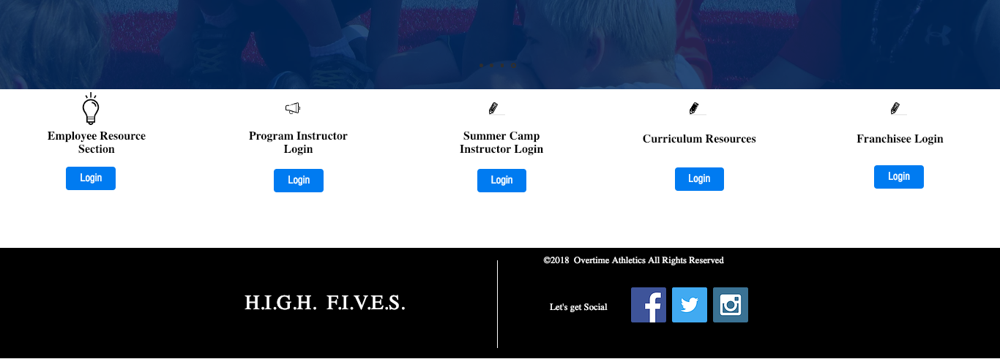 Employee Resource
Section
Login
Program Instructor
Login
Login
Summer Camp
Instructor Login
Login
Curriculum Resources
Login
Franchisee Login
Login
©2018 Overtime Athletics All Rights Reserved
H.I.G.H. F.I.V.E.S.
Let's get Social